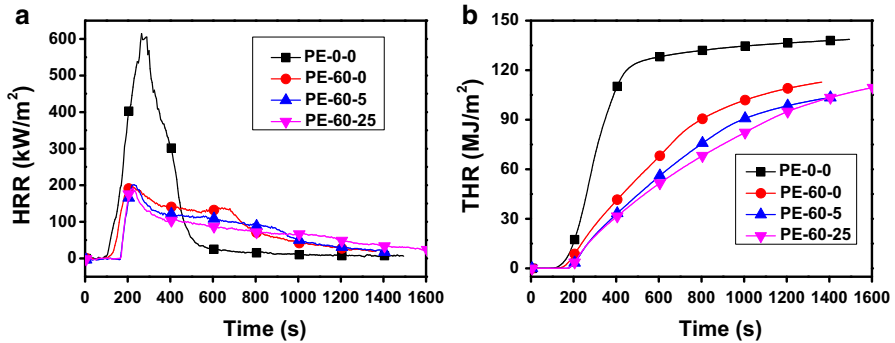 a
HRR (kW/m²)
600
500
400
300
200
100
0
0 200 400 600 800 1000 1200 1400 1600
Time (s)
PE-0-0
PE-60-0
PE-60-5
PE-60-25
b
THR (MJ/m²)
150
120
90
60
30
0
0 200 400 600 800 1000 1200 1400 1600
Time (s)
PE-0-0
PE-60-0
PE-60-5
PE-60-25